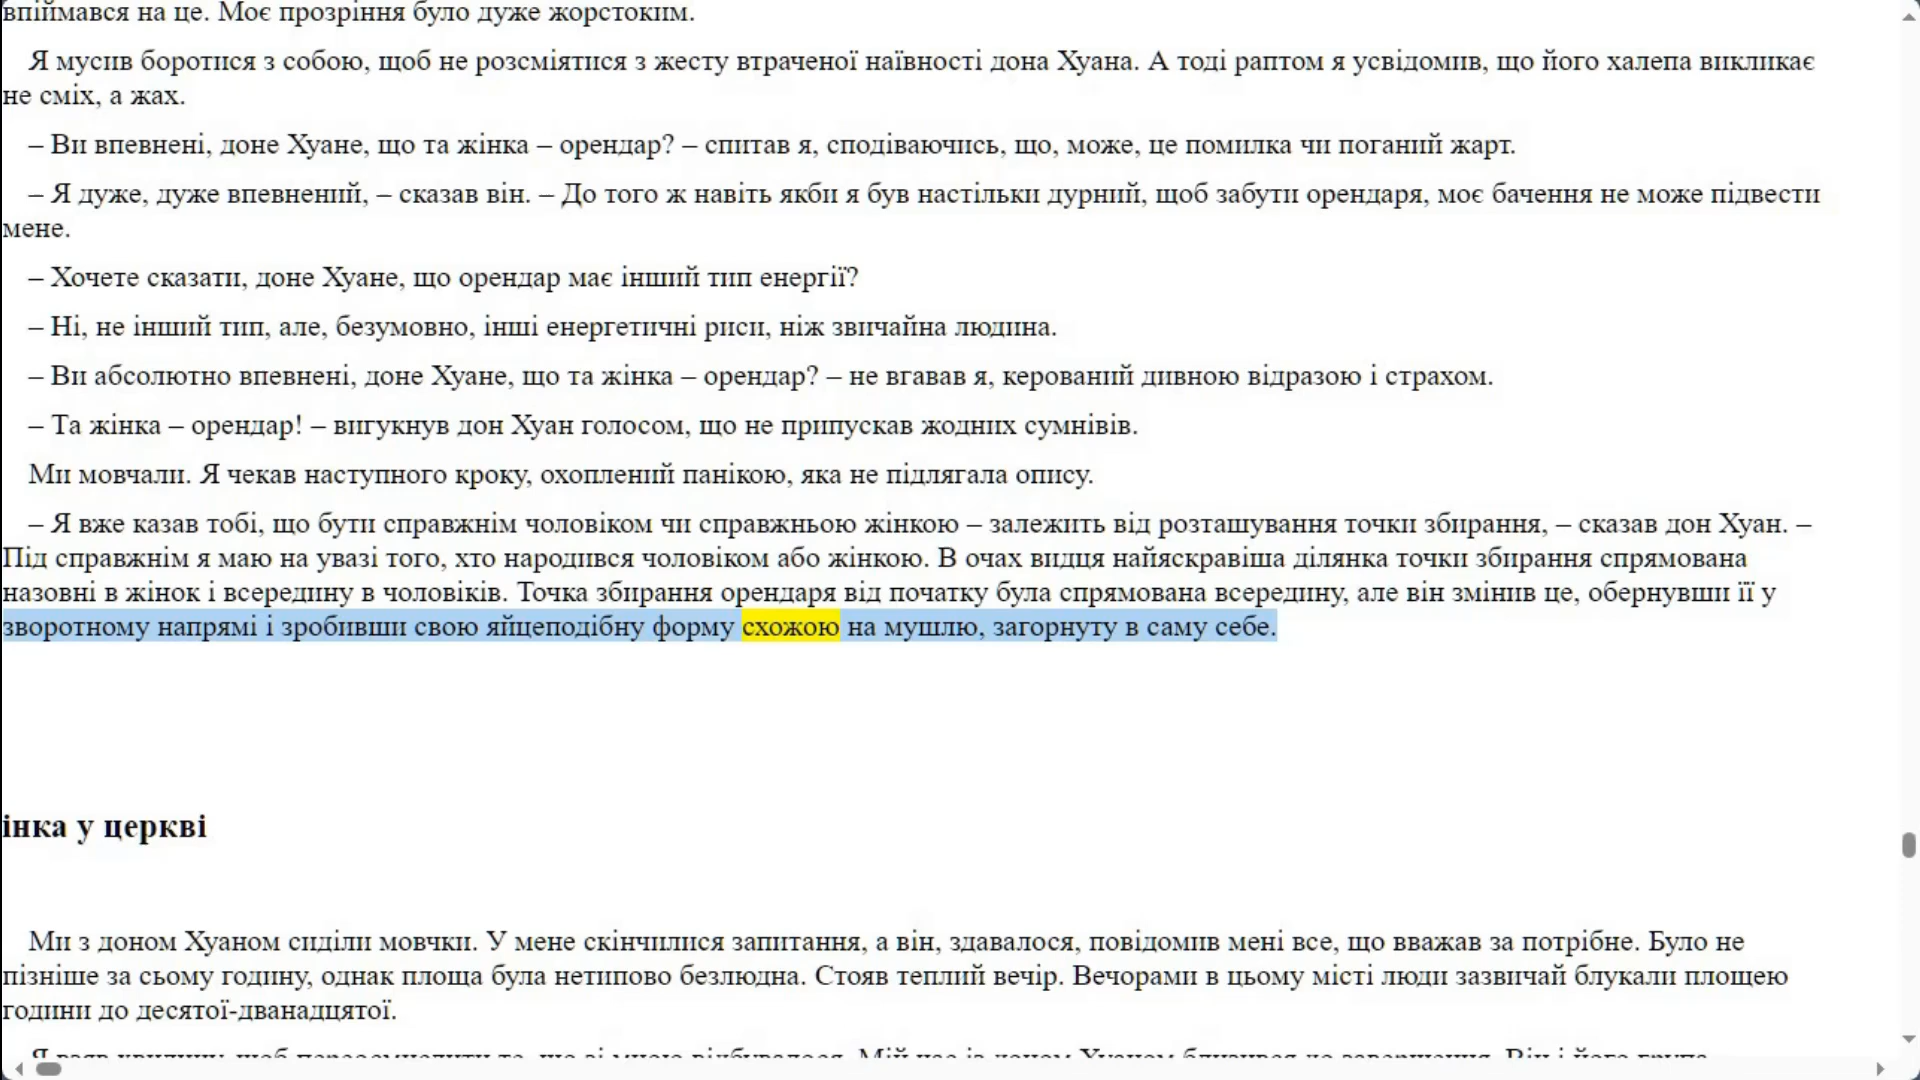 впіймався на це. Моє прозріння було дуже жорстоким.
Я мусив боротися з собою, щоб не розсміятися з жесту втраченої наївності дона Хуана. А тоді раптом я усвідомив, що його халепа викликає
не сміх, а жах.
– Ви впевнені, доне Хуане, що та жінка – орендар? – спитав я, сподіваючись, що, може, це помилка чи поганий жарт.
– Я дуже, дуже впевнений, – сказав він. – До того ж навіть якби я був настільки дурний, щоб забути орендаря, моє бачення не може підвести
мене.
– Хочете сказати, доне Хуане, що орендар має інший тип енергії?
– Ні, не інший тип, але, безумовно, інші енергетичні риси, ніж звичайна людина.
– Ви абсолютно впевнені, доне Хуане, що та жінка – орендар? – не вгавав я, керований дивною відразою і страхом.
– Та жінка – орендар! – вигукнув дон Хуан голосом, що не припускав жодних сумнівів.
Ми мовчали. Я чекав наступного кроку, охоплений панікою, яка не підлягала опису.
– Я вже казав тобі, що бути справжнім чоловіком чи справжньою жінкою – залежить від розташування точки збирання, – сказав дон Хуан. –
Під справжнім я маю на увазі того, хто народився чоловіком або жінкою. В очах видця найяскравіша ділянка точки збирання спрямована
назовні в жінок і всередину в чоловіків. Точка збирання орендаря від початку була спрямована всередину, але він змінив це, обернувши її у
зворотному напрямі і зробивши свою яйцеподібну форму схожою на мушлю, загорнуту в саму себе.
інка у церкві
Ми з доном Хуаном сиділи мовчки. У мене скінчилися запитання, а він, здавалося, повідомив мені все, що вважав за потрібне. Було не
пізніше за сьому годину, однак площа була нетипово безлюдна. Стояв теплий вечір. Вечорами в цьому місті люди зазвичай блукали площею
години до десятої-дванадцятої.